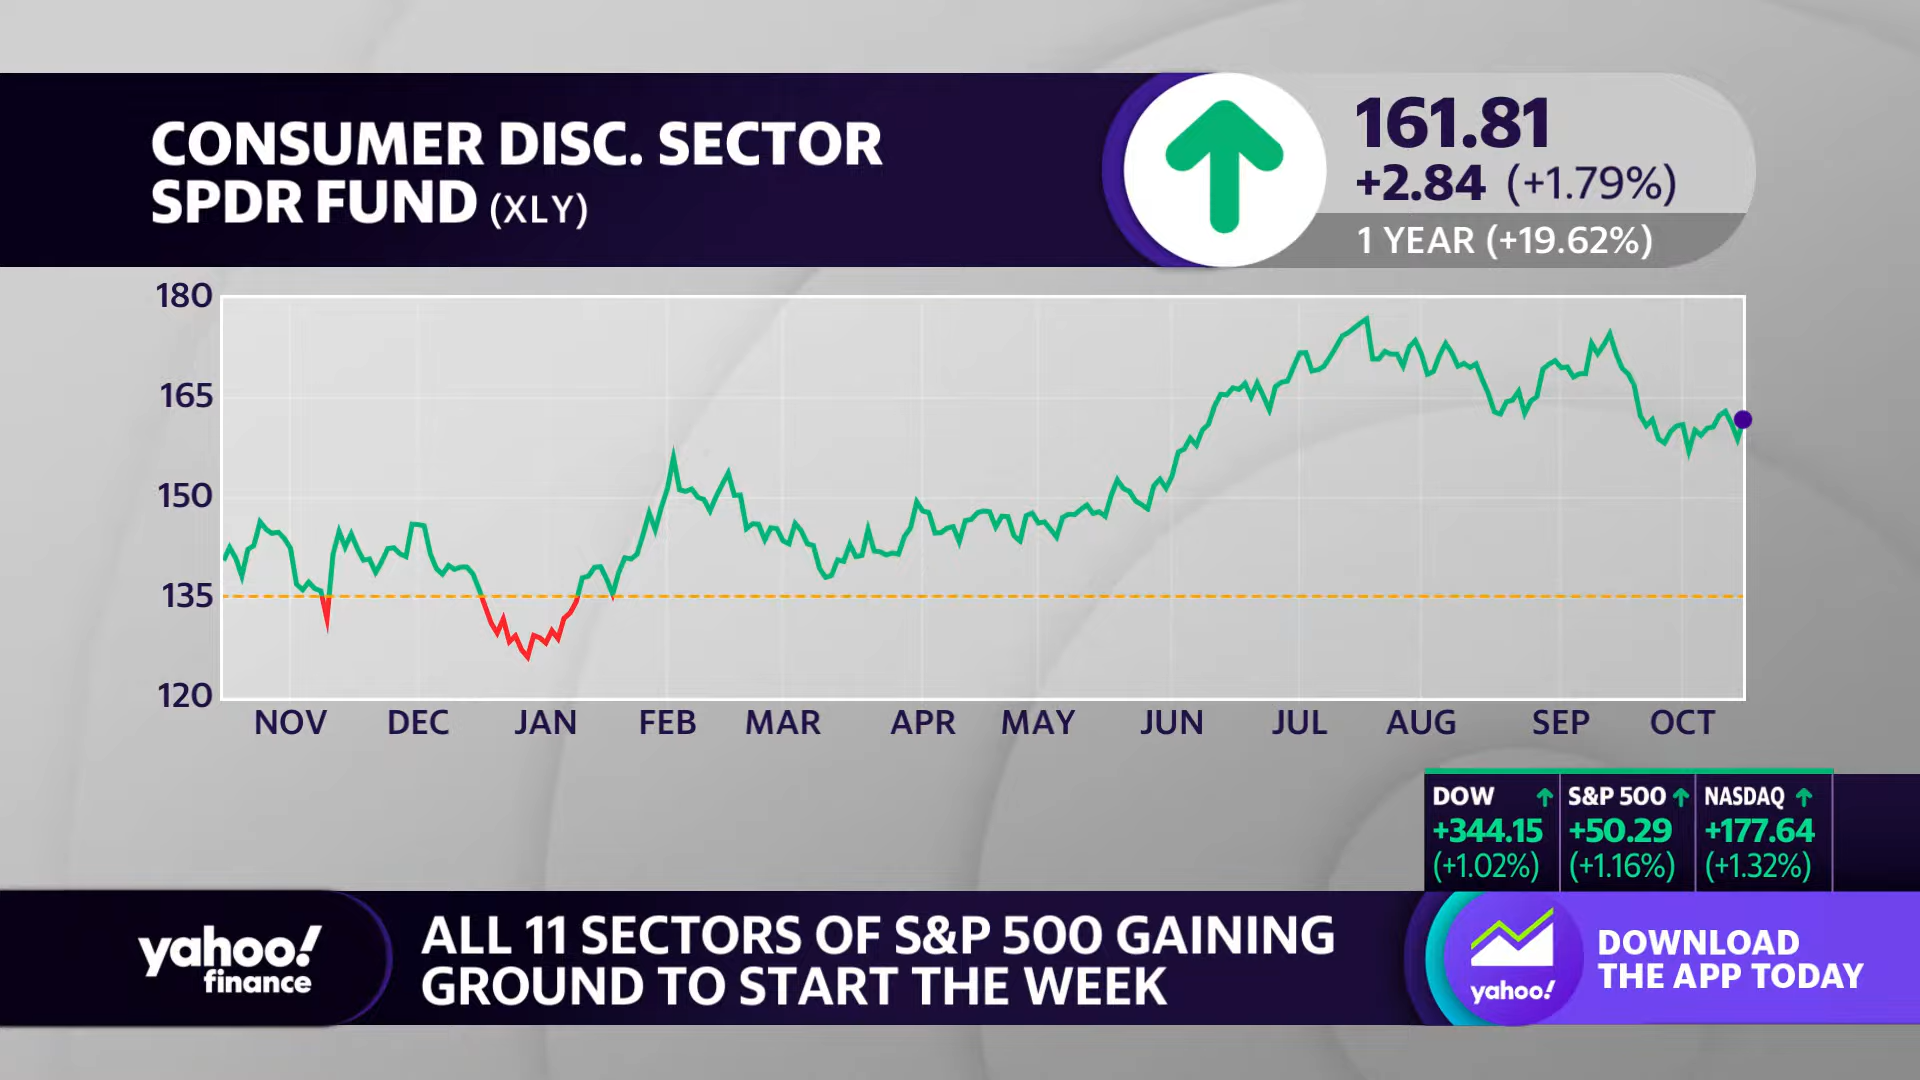 CONSUMER DISC. SECTOR
SPDR FUND (XLY)
161.81
+2.84 (+1.79%)
1 YEAR (+19.62%)
180
165
150
135
120
NOV DEC JAN FEB MAR APR MAY JUN JUL AUG SEP OCT
DOW S&P 500 NASDAQ
+344.15 +50.29 +177.64
(+1.02%) (+1.16%) (+1.32%)
yahoo!
finance
ALL 11 SECTORS OF S&P 500 GAINING
GROUND TO START THE WEEK
yahoo!
DOWNLOAD
THE APP TODAY